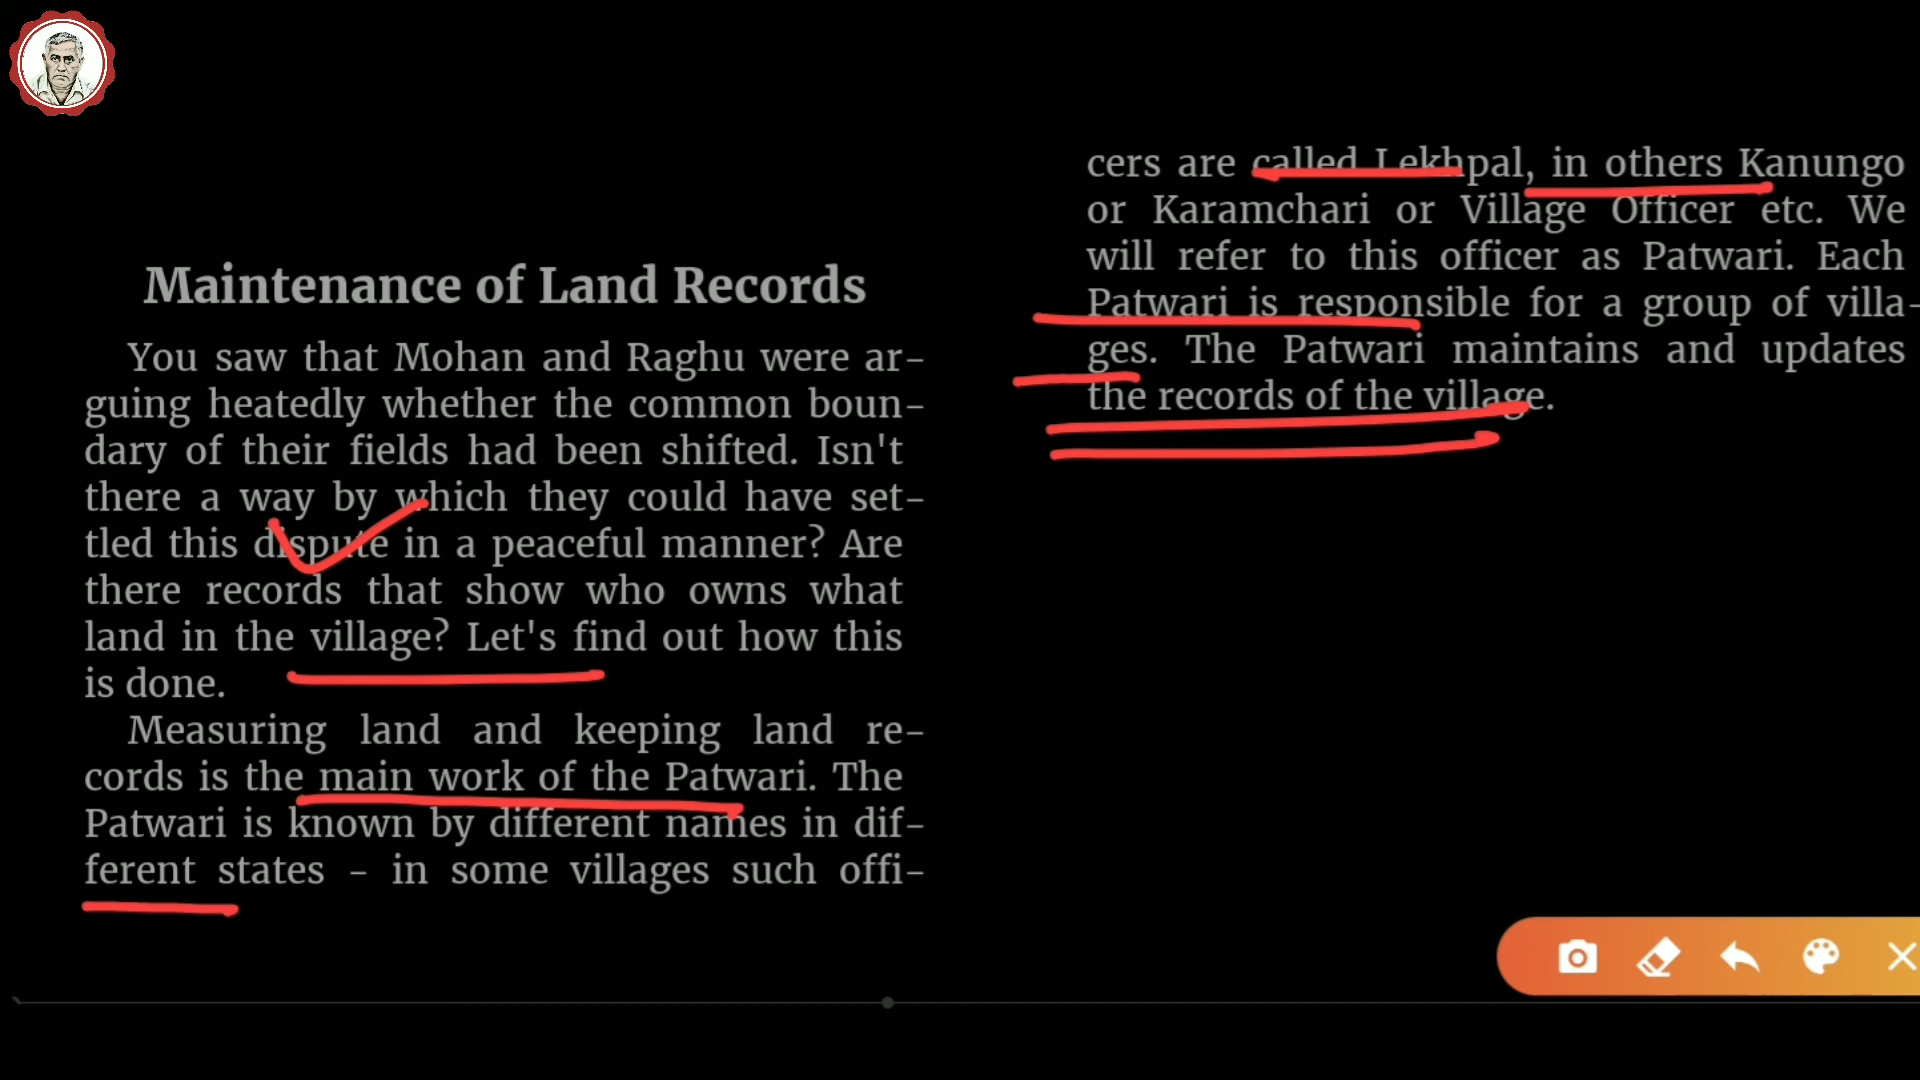 Maintenance of Land Records
You saw that Mohan and Raghu were ar-
guing heatedly whether the common boun-
dary of their fields had been shifted. Isn't
there a way by which they could have set-
tled this dispute in a peaceful manner? Are
there records that show who owns what
land in the village? Let's find out how this
is done.
Measuring land and keeping land re-
cords is the main work of the Patwari. The
Patwari is known by different names in dif-
ferent states - in some villages such offi-
cers are called Lekhpal, in others Kanungo
or Karamchari or Village Officer etc. We
will refer to this officer as Patwari. Each
Patwari is responsible for a group of villa-
ges. The Patwari maintains and updates
the records of the village.